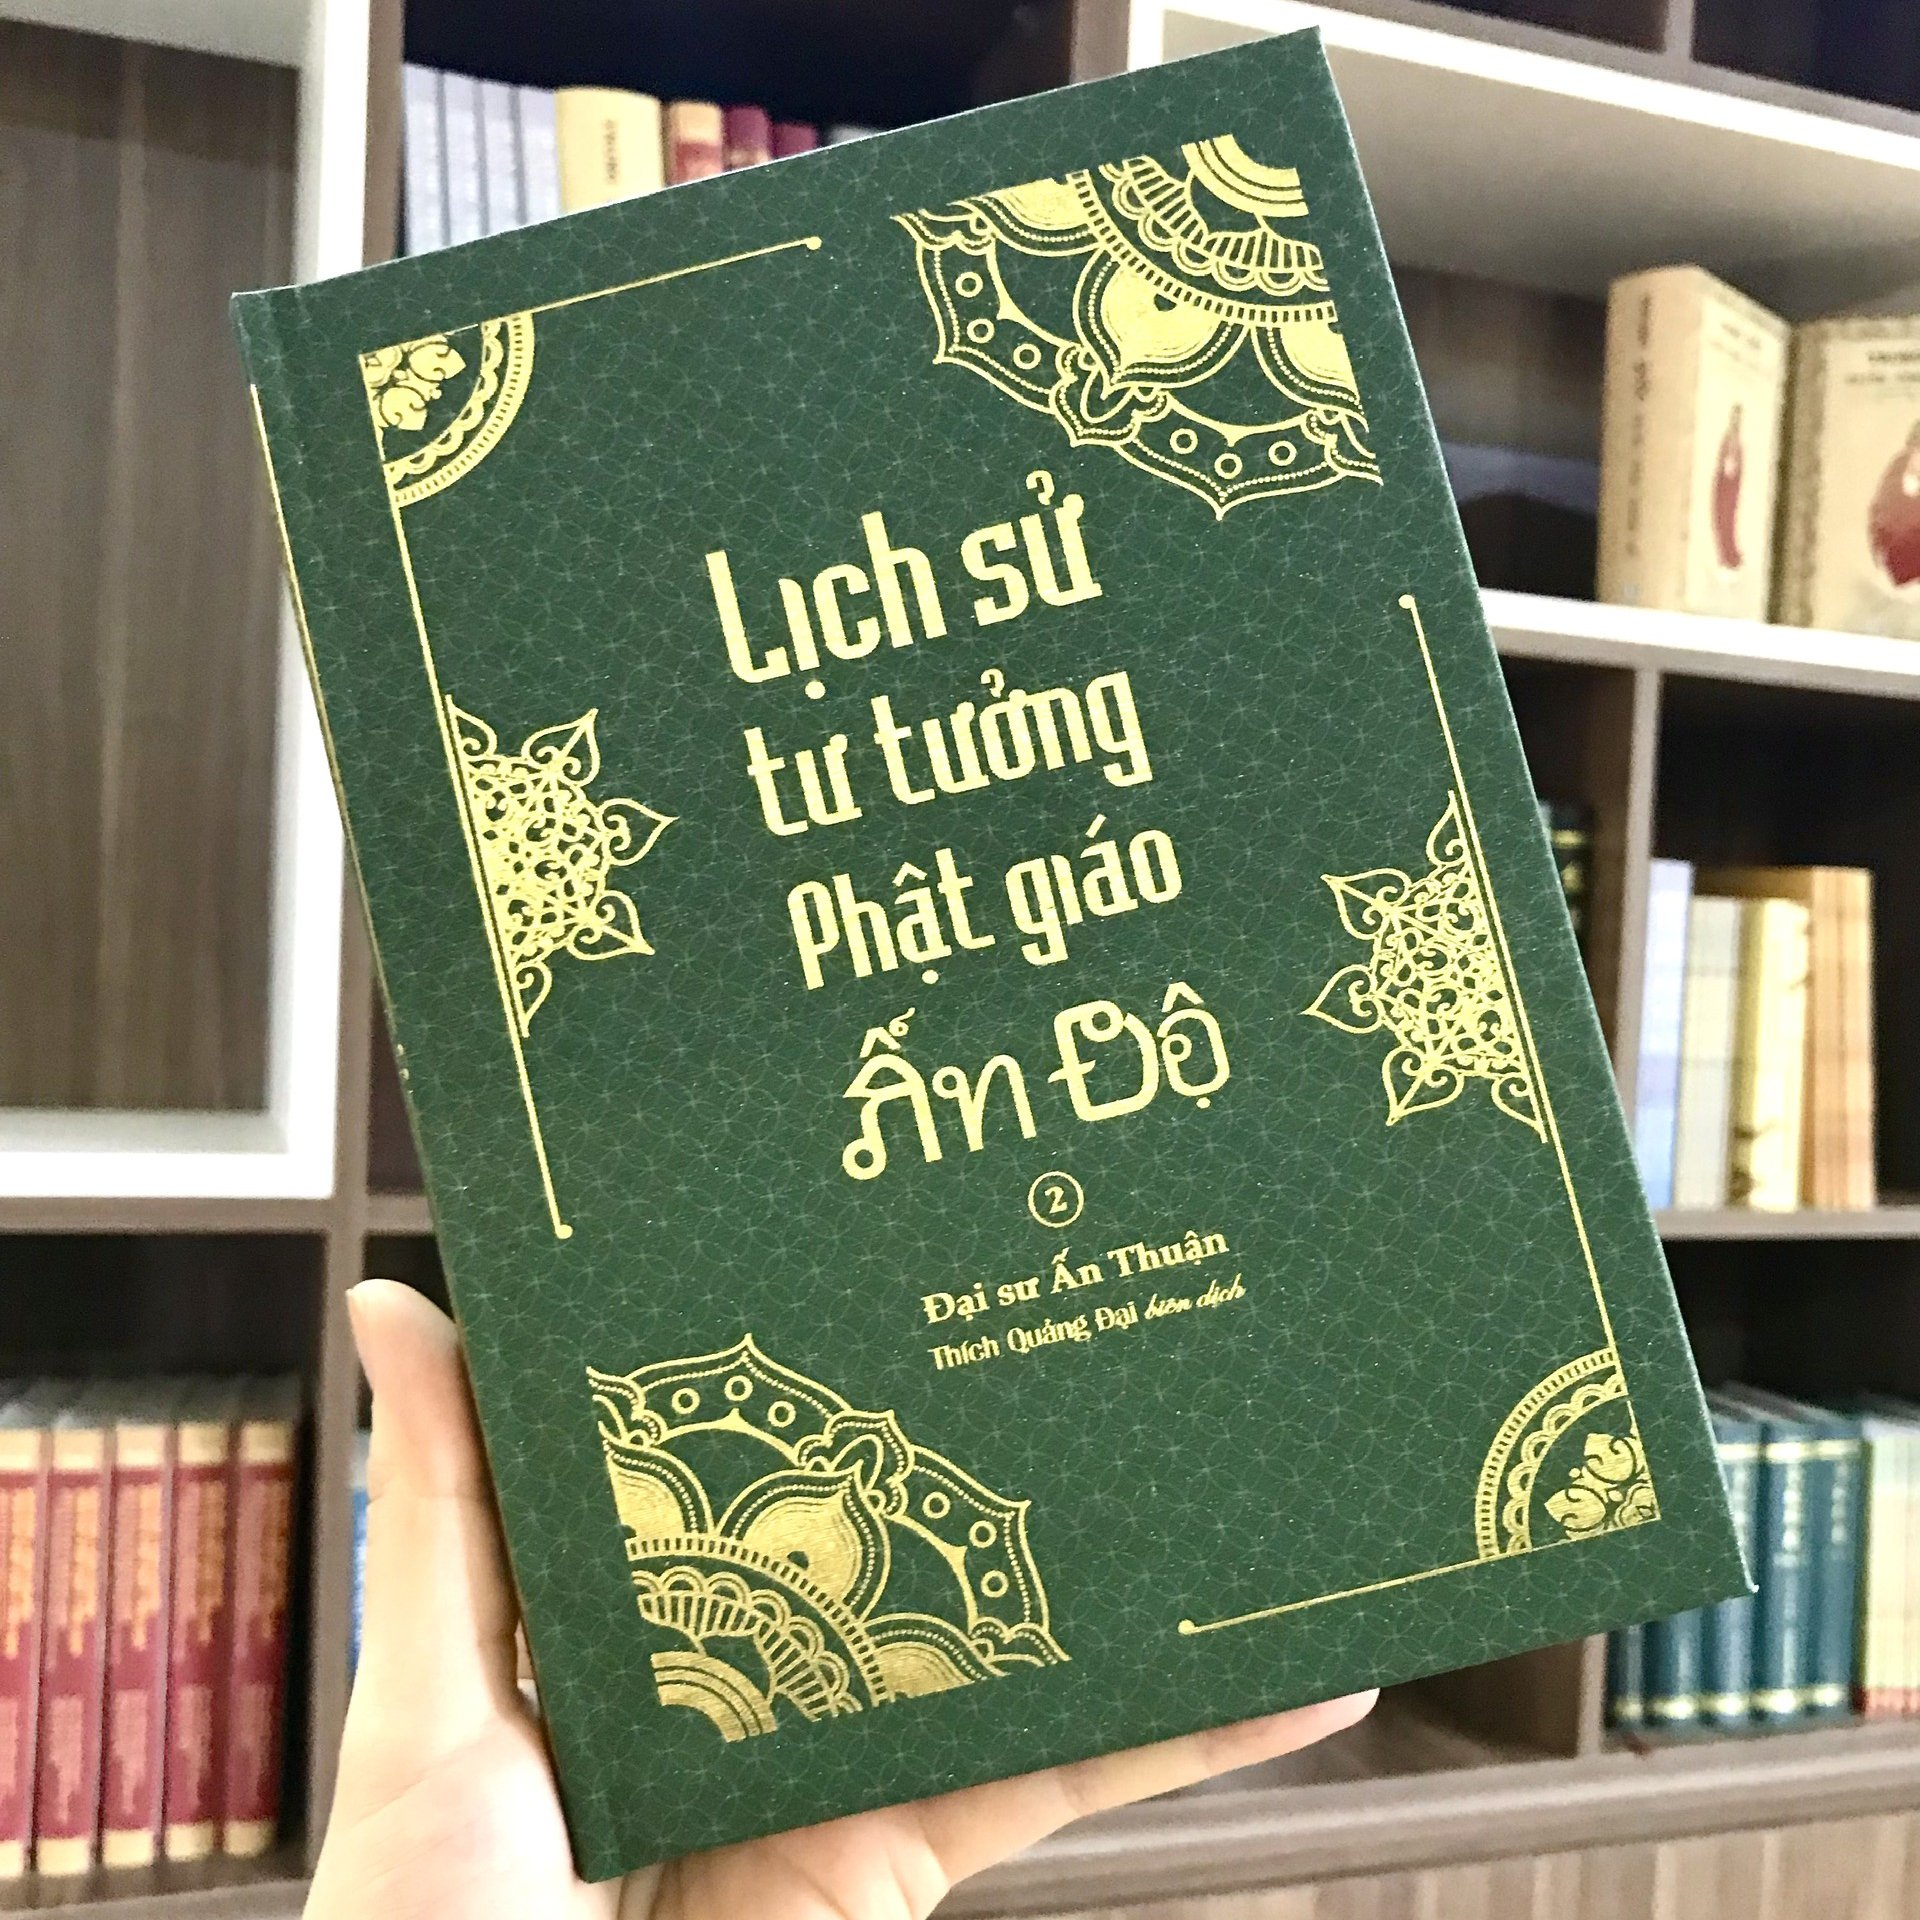 Lịch sử
tư tưởng
Phật giáo
Ấn Độ
2
Đại sư Ấn Thuận
Thích Quảng Đại biên dịch